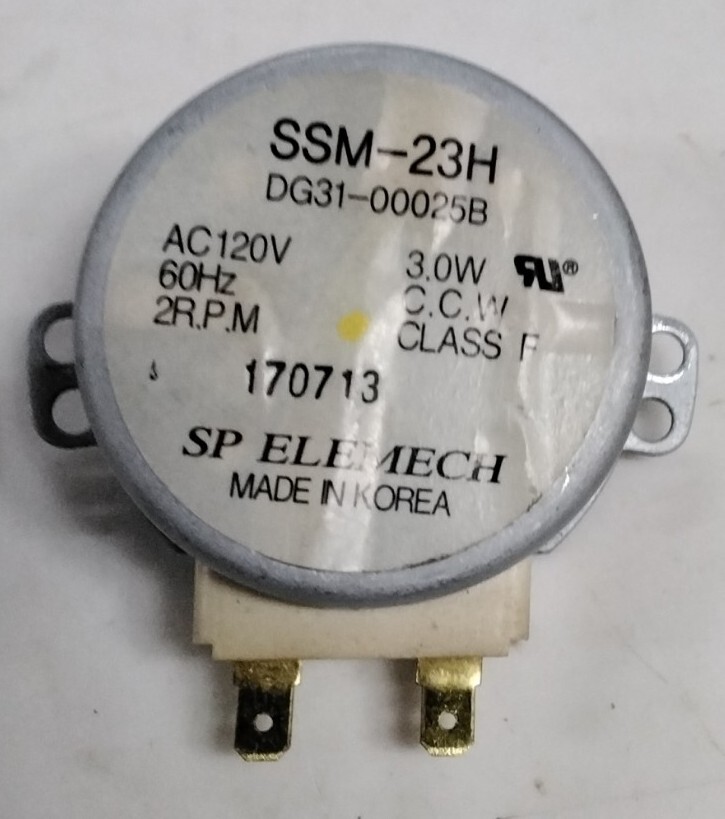 SSM-23H
DG31-00025B
AC120V 3.0W
60Hz C.C.W
2R.P.M CLASS F
170713
SP ELEMECH
MADE IN KOREA